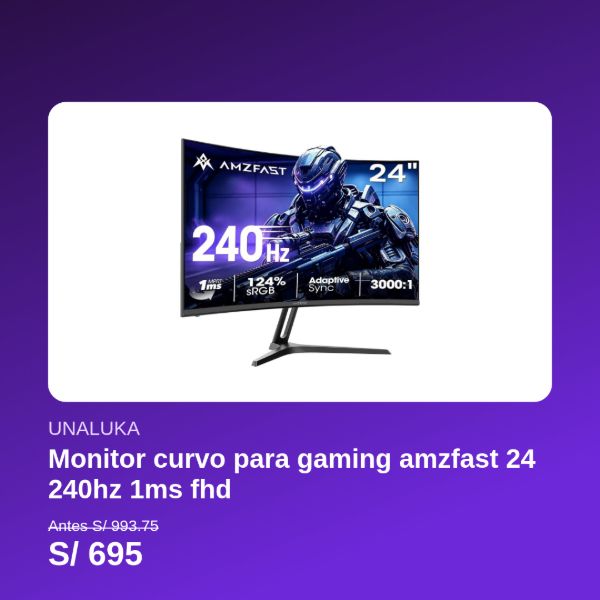 AMZFAST
24"
240Hz
1ms MPRT
124% sRGB
Adaptive Sync
3000:1
UNALUKA
Monitor curvo para gaming amzfast 24
240hz 1ms fhd
Antes S/ 993.75
S/ 695